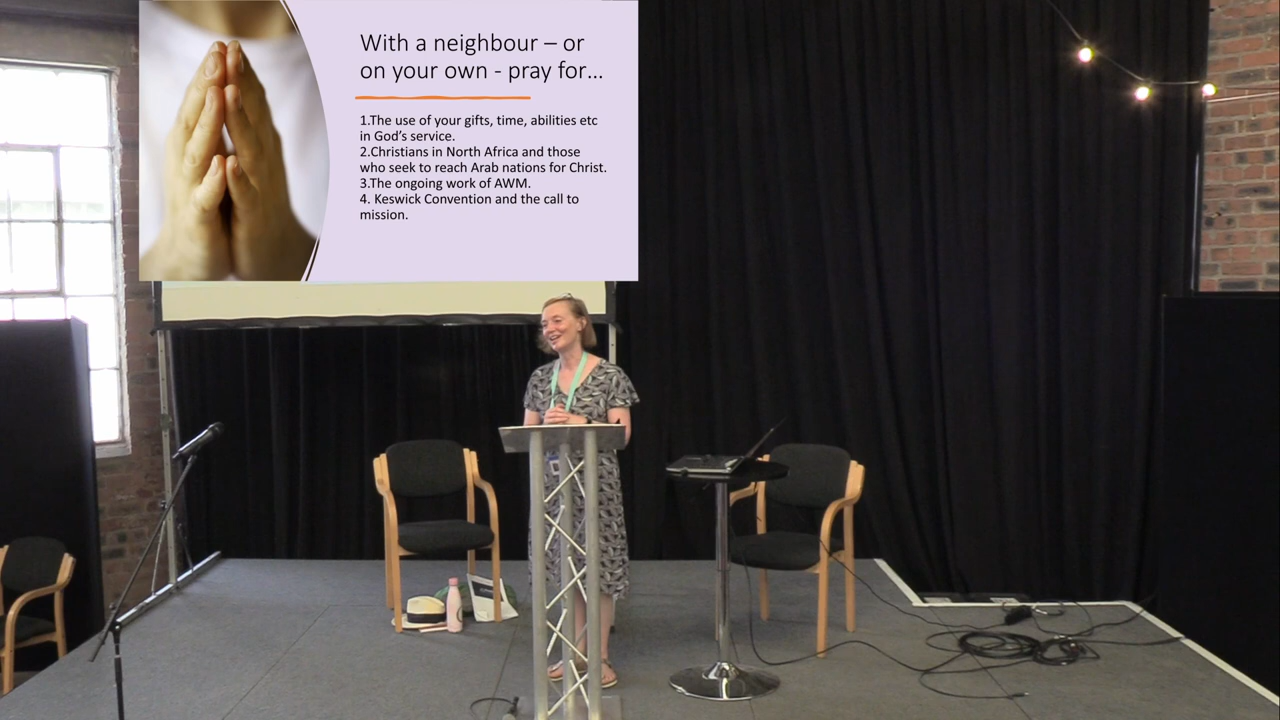 With a neighbour – or
on your own - pray for...
1.The use of your gifts, time, abilities etc
in God's service.
2.Christians in North Africa and those
who seek to reach Arab nations for Christ.
3.The ongoing work of AWM.
4. Keswick Convention and the call to
mission.